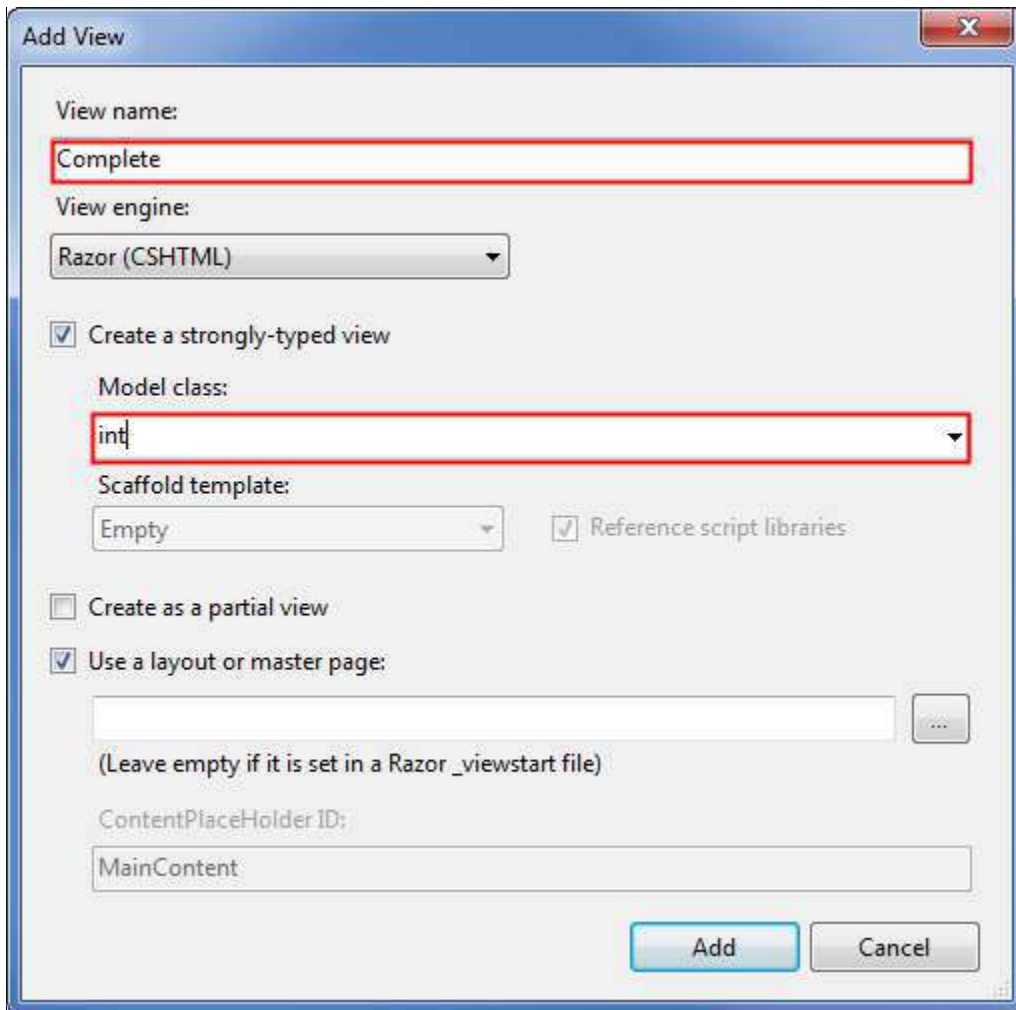 Add View
View name:
Complete
View engine:
Razor (CSHTML)
Create a strongly-typed view
Model class:
int
Scaffold template:
Empty
Reference script libraries
Create as a partial view
Use a layout or master page:
...
(Leave empty if it is set in a Razor _viewstart file)
ContentPlaceHolder ID:
MainContent
Add
Cancel